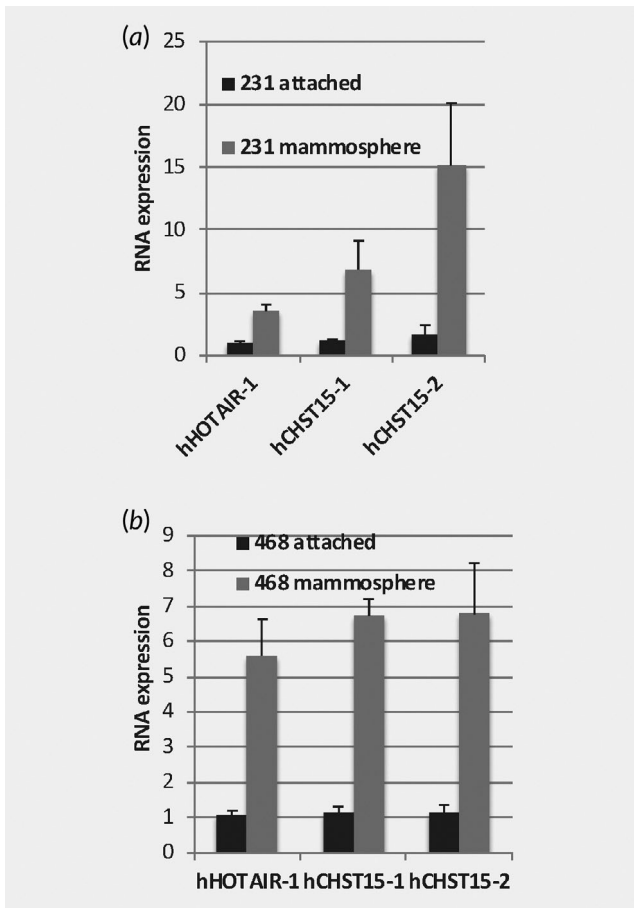 (a)
25
20
15
10
5
0
RNA expression
231 attached
231 mammosphere
hHOTAIR-1
hCHST15-1
hCHST15-2
(b)
9
8
7
6
5
4
3
2
1
0
RNA expression
468 attached
468 mammosphere
hHOTAIR-1 hCHST15-1 hCHST15-2